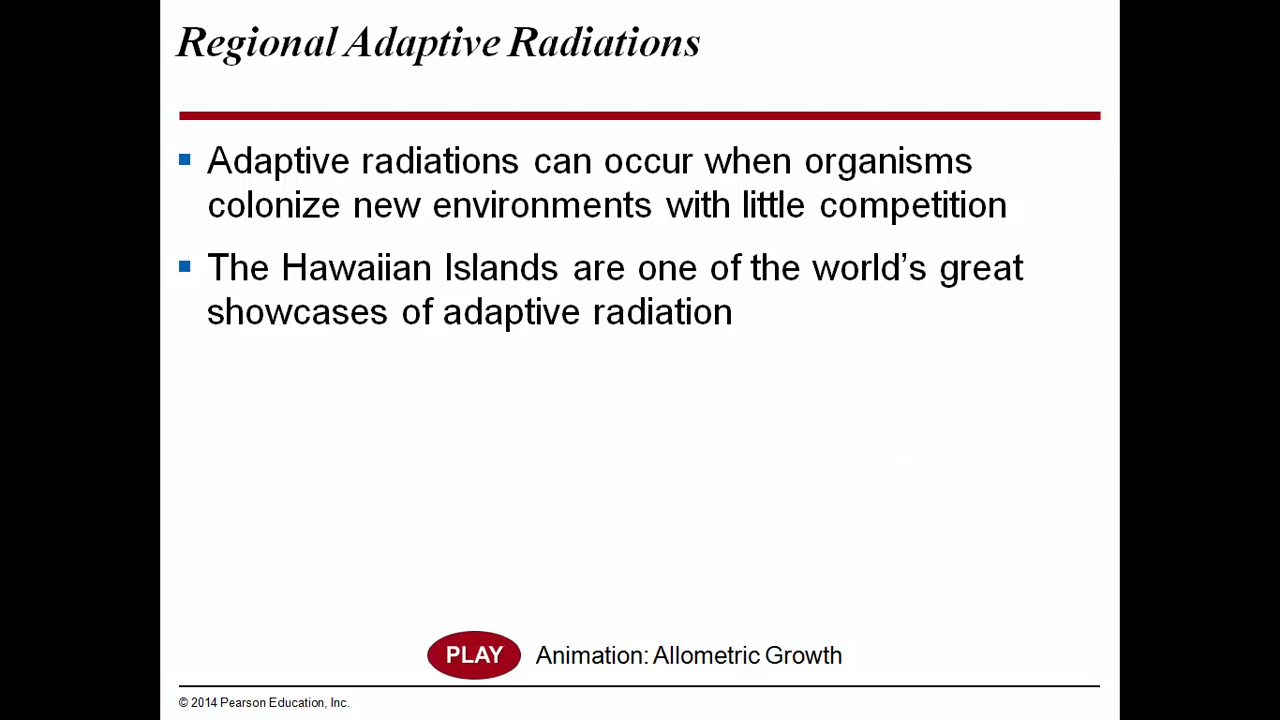 Regional Adaptive Radiations
Adaptive radiations can occur when organisms
colonize new environments with little competition
The Hawaiian Islands are one of the world’s great
showcases of adaptive radiation
PLAY Animation: Allometric Growth
© 2014 Pearson Education, Inc.